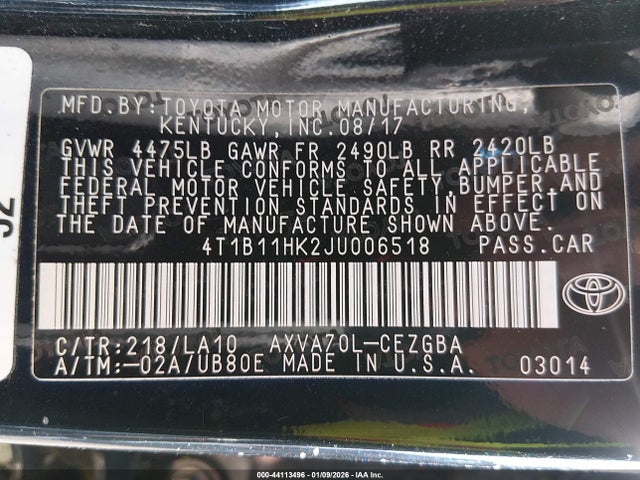 MFD. BY: TOYOTA MOTOR MANUFACTURING,
KENTUCKY, INC. 08/17
GVWR 4475LB GAWR FR 2490LB RR 2420LB
THIS VEHICLE CONFORMS TO ALL APPLICABLE
FEDERAL MOTOR VEHICLE SAFETY, BUMPER, AND
THEFT PREVENTION STANDARDS IN EFFECT ON
THE DATE OF MANUFACTURE SHOWN ABOVE.
4T1B11HK2JU006518 PASS.CAR
C/TR:218/LA10 AXVA70L-CEZGBA
A/TM:-02A/UB80E MADE IN U.S.A. 03014
000-44113496 - 01/09/2026 - IAA Inc.